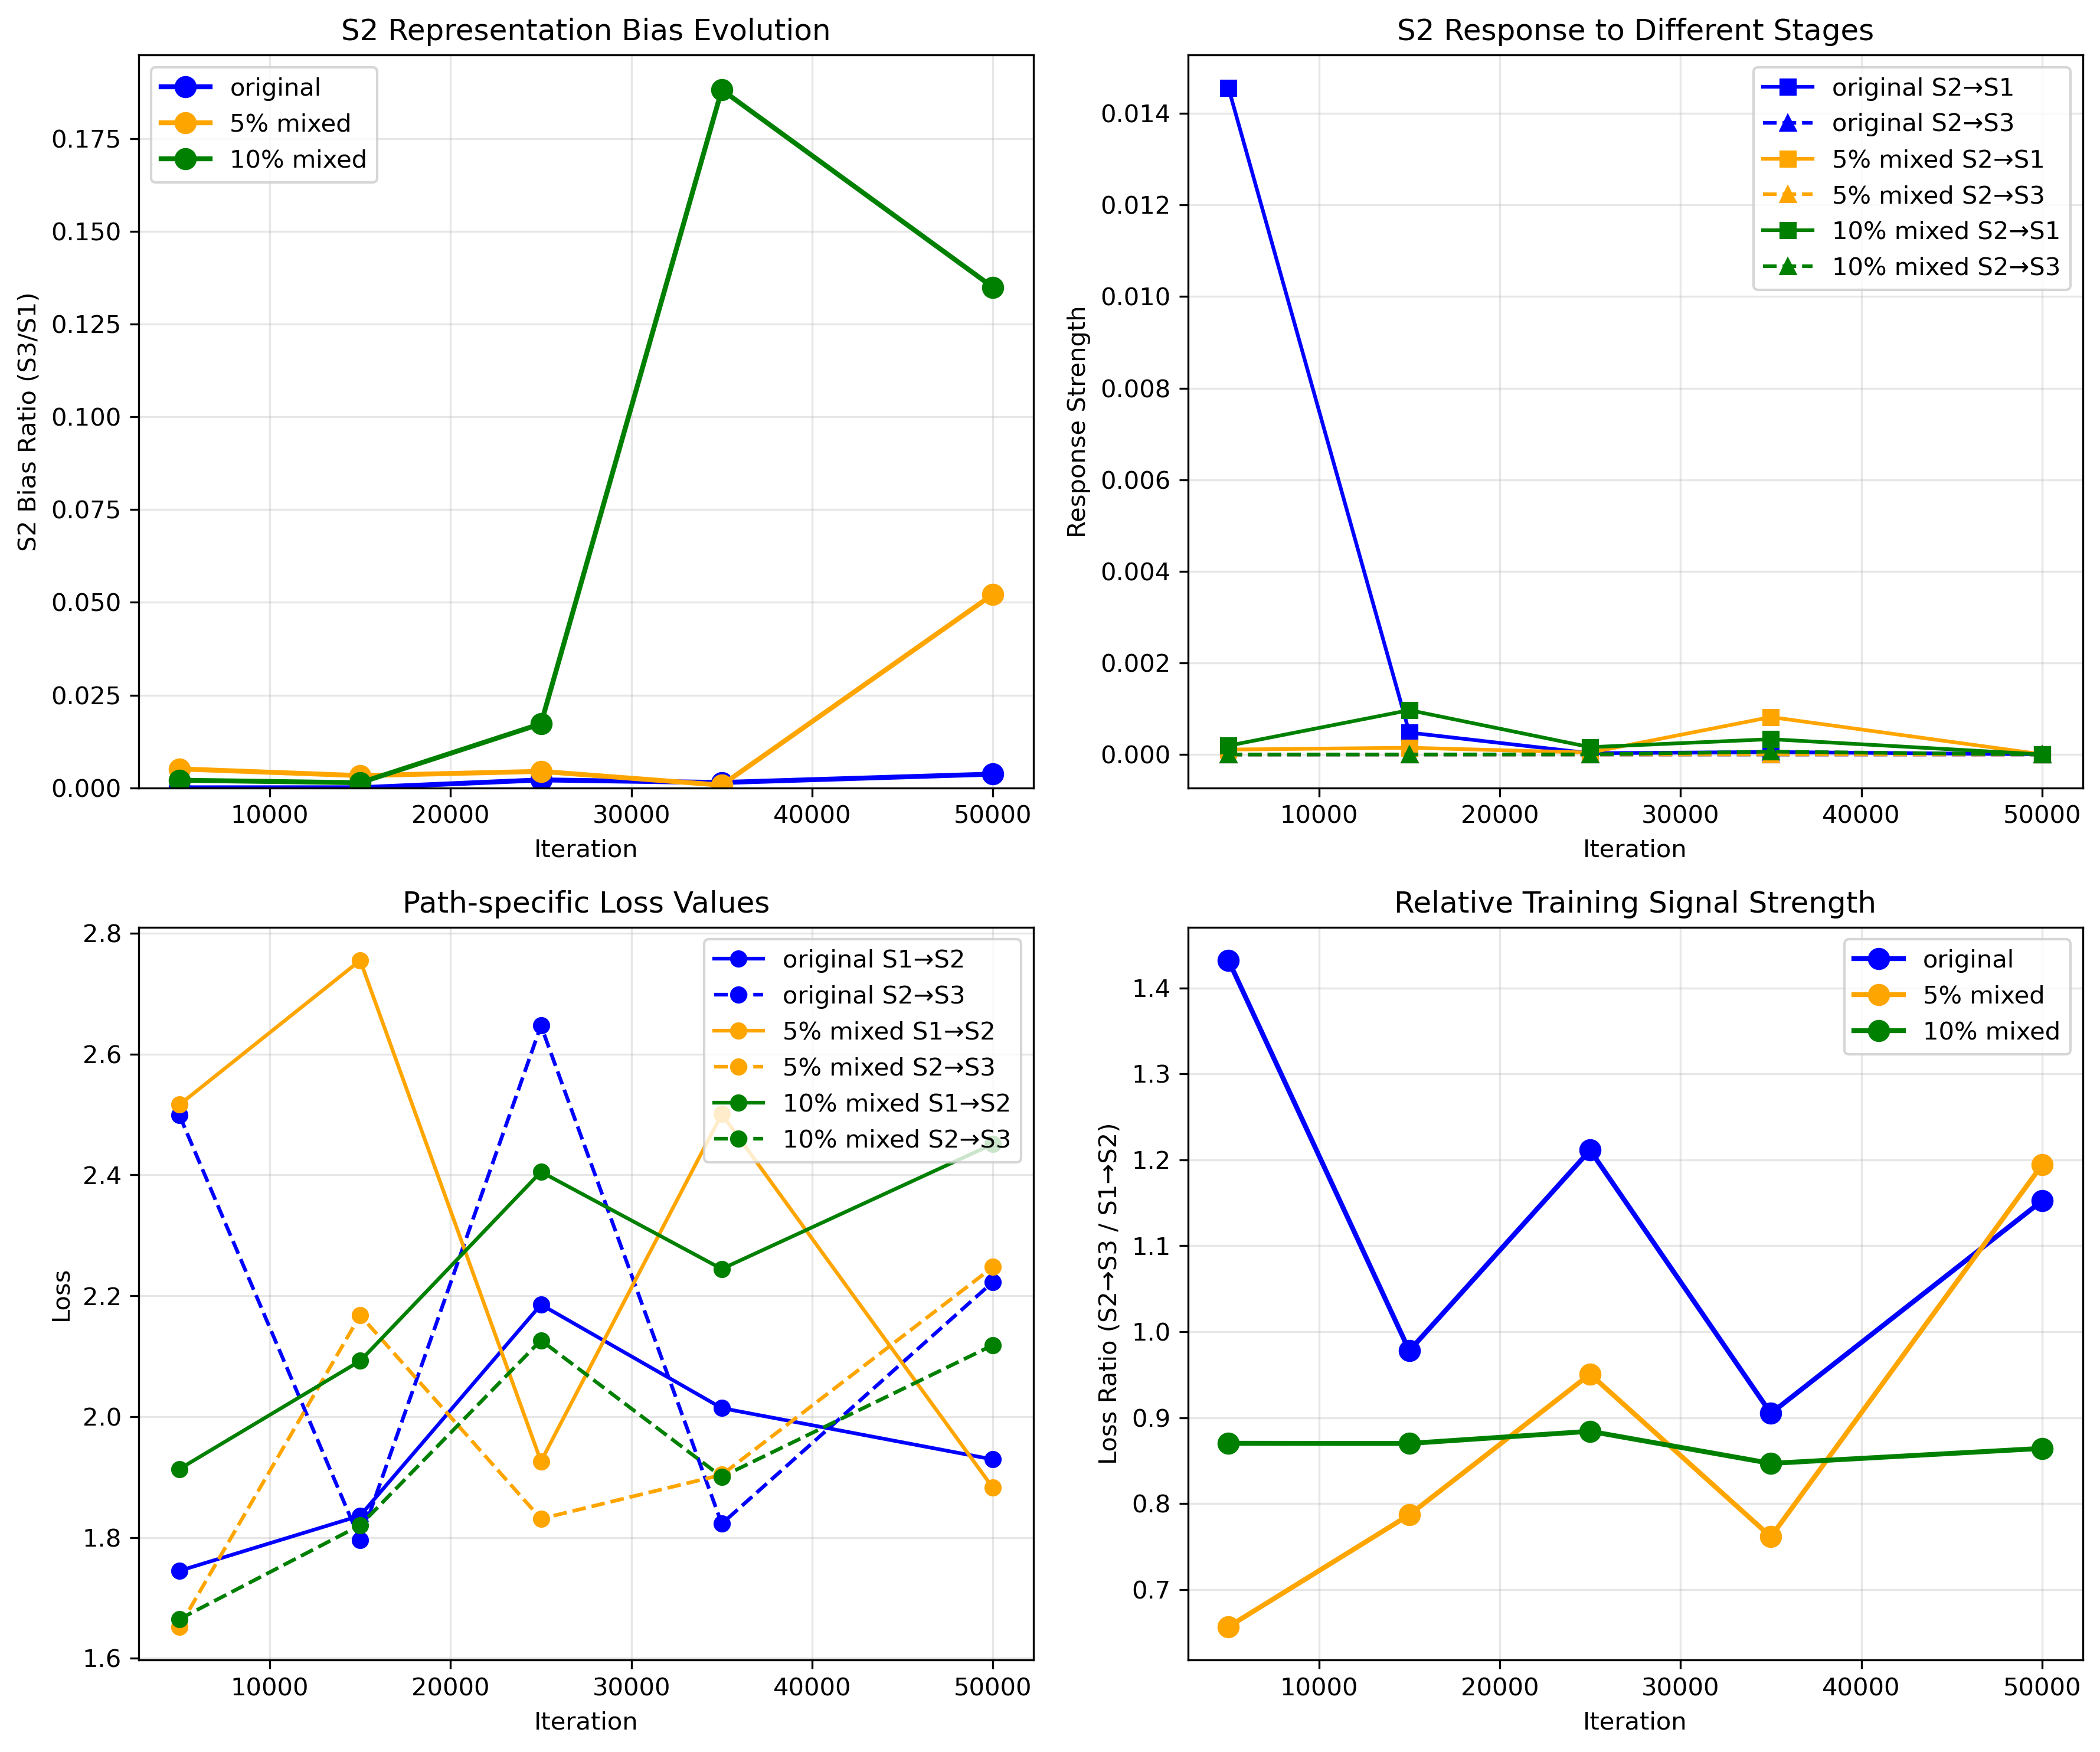 S2 Representation Bias Evolution
S2 Bias Ratio (S3/S1)
0.175
0.150
0.125
0.100
0.075
0.050
0.025
0.000
original
5% mixed
10% mixed
10000 20000 30000 40000 50000
Iteration
S2 Response to Different Stages
Response Strength
0.014
0.012
0.010
0.008
0.006
0.004
0.002
0.000
original S2→S1
original S2→S3
5% mixed S2→S1
5% mixed S2→S3
10% mixed S2→S1
10% mixed S2→S3
10000 20000 30000 40000 50000
Iteration
Path-specific Loss Values
Loss
2.8
2.6
2.4
2.2
2.0
1.8
1.6
original S1→S2
original S2→S3
5% mixed S1→S2
5% mixed S2→S3
10% mixed S1→S2
10% mixed S2→S3
10000 20000 30000 40000 50000
Iteration
Relative Training Signal Strength
Loss Ratio (S2→S3 / S1→S2)
1.4
1.3
1.2
1.1
1.0
0.9
0.8
0.7
original
5% mixed
10% mixed
10000 20000 30000 40000 50000
Iteration